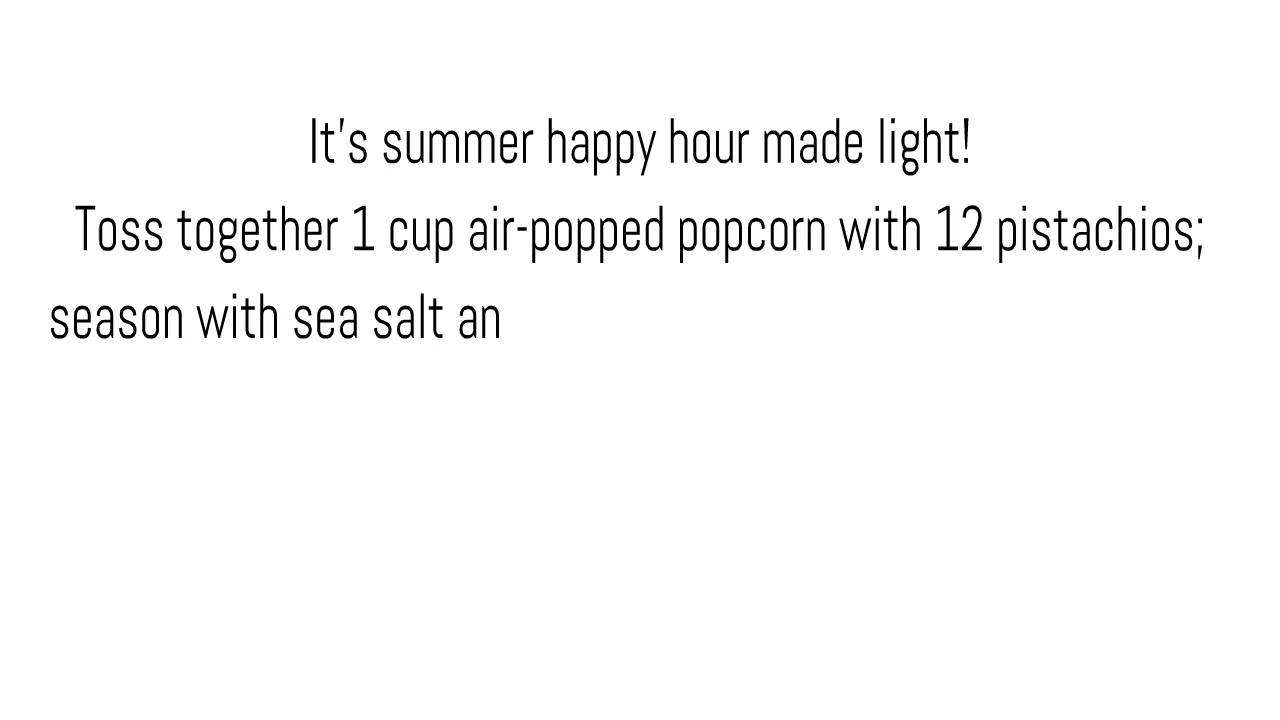 It's summer happy hour made light!
Toss together 1 cup air-popped popcorn with 12 pistachios;
season with sea salt an